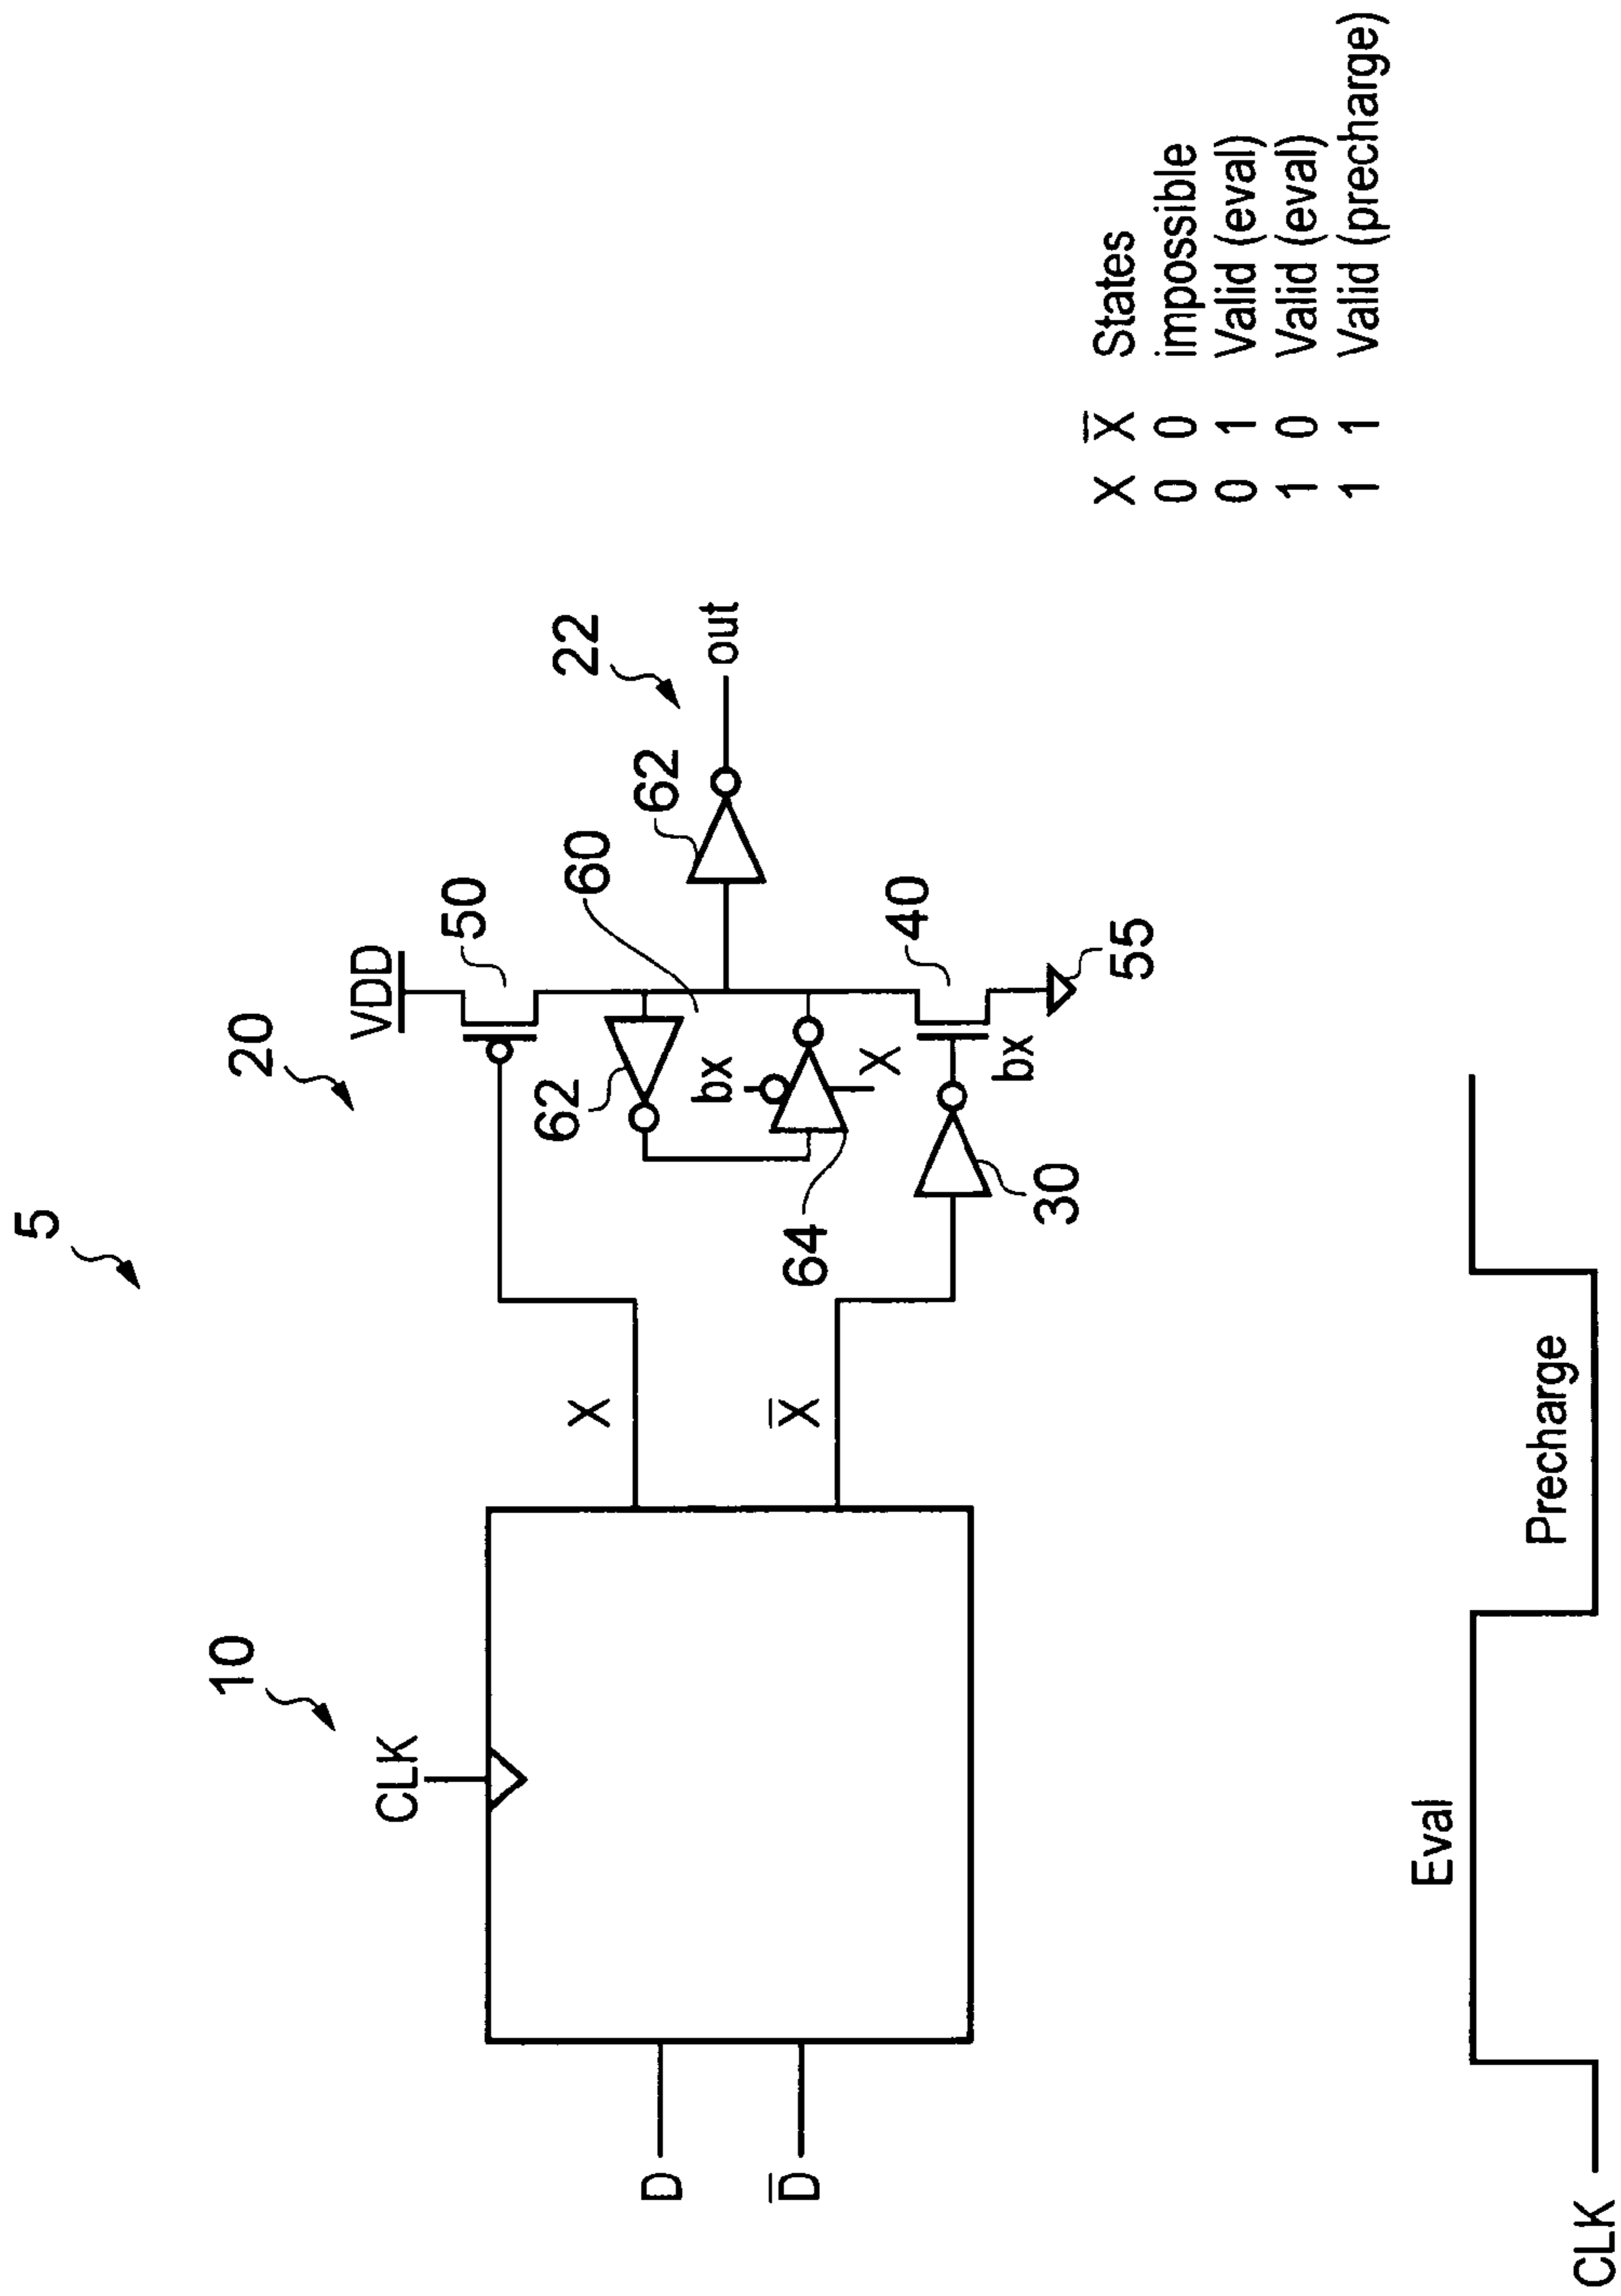 5
10
20
CLK
VDD
50
22
62
60
62
out
X
bx
X
64
D
D̄
X̄
30
bx
40
55
X X̄ States
0 0 impossible
0 1 Valid (eval)
1 0 Valid (eval)
1 1 Valid (precharge)
Eval
Precharge
CLK